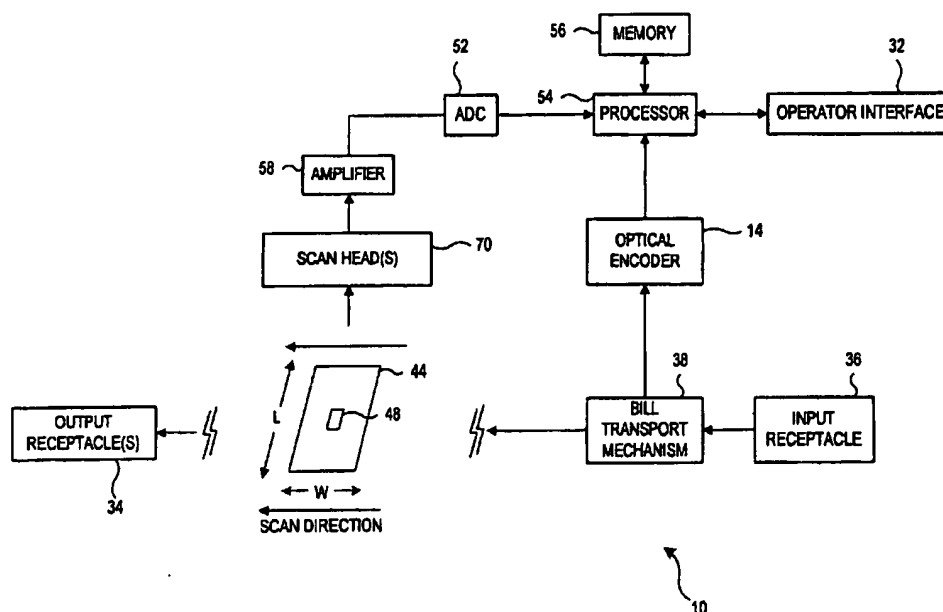 56
MEMORY
52
54
32
ADC
PROCESSOR
OPERATOR INTERFACE
58
AMPLIFIER
70
SCAN HEAD(S)
14
OPTICAL
ENCODER
44
38
36
L
48
OUTPUT
RECEPTACLE(S)
BILL
TRANSPORT
MECHANISM
INPUT
RECEPTACLE
34
W
SCAN DIRECTION
10